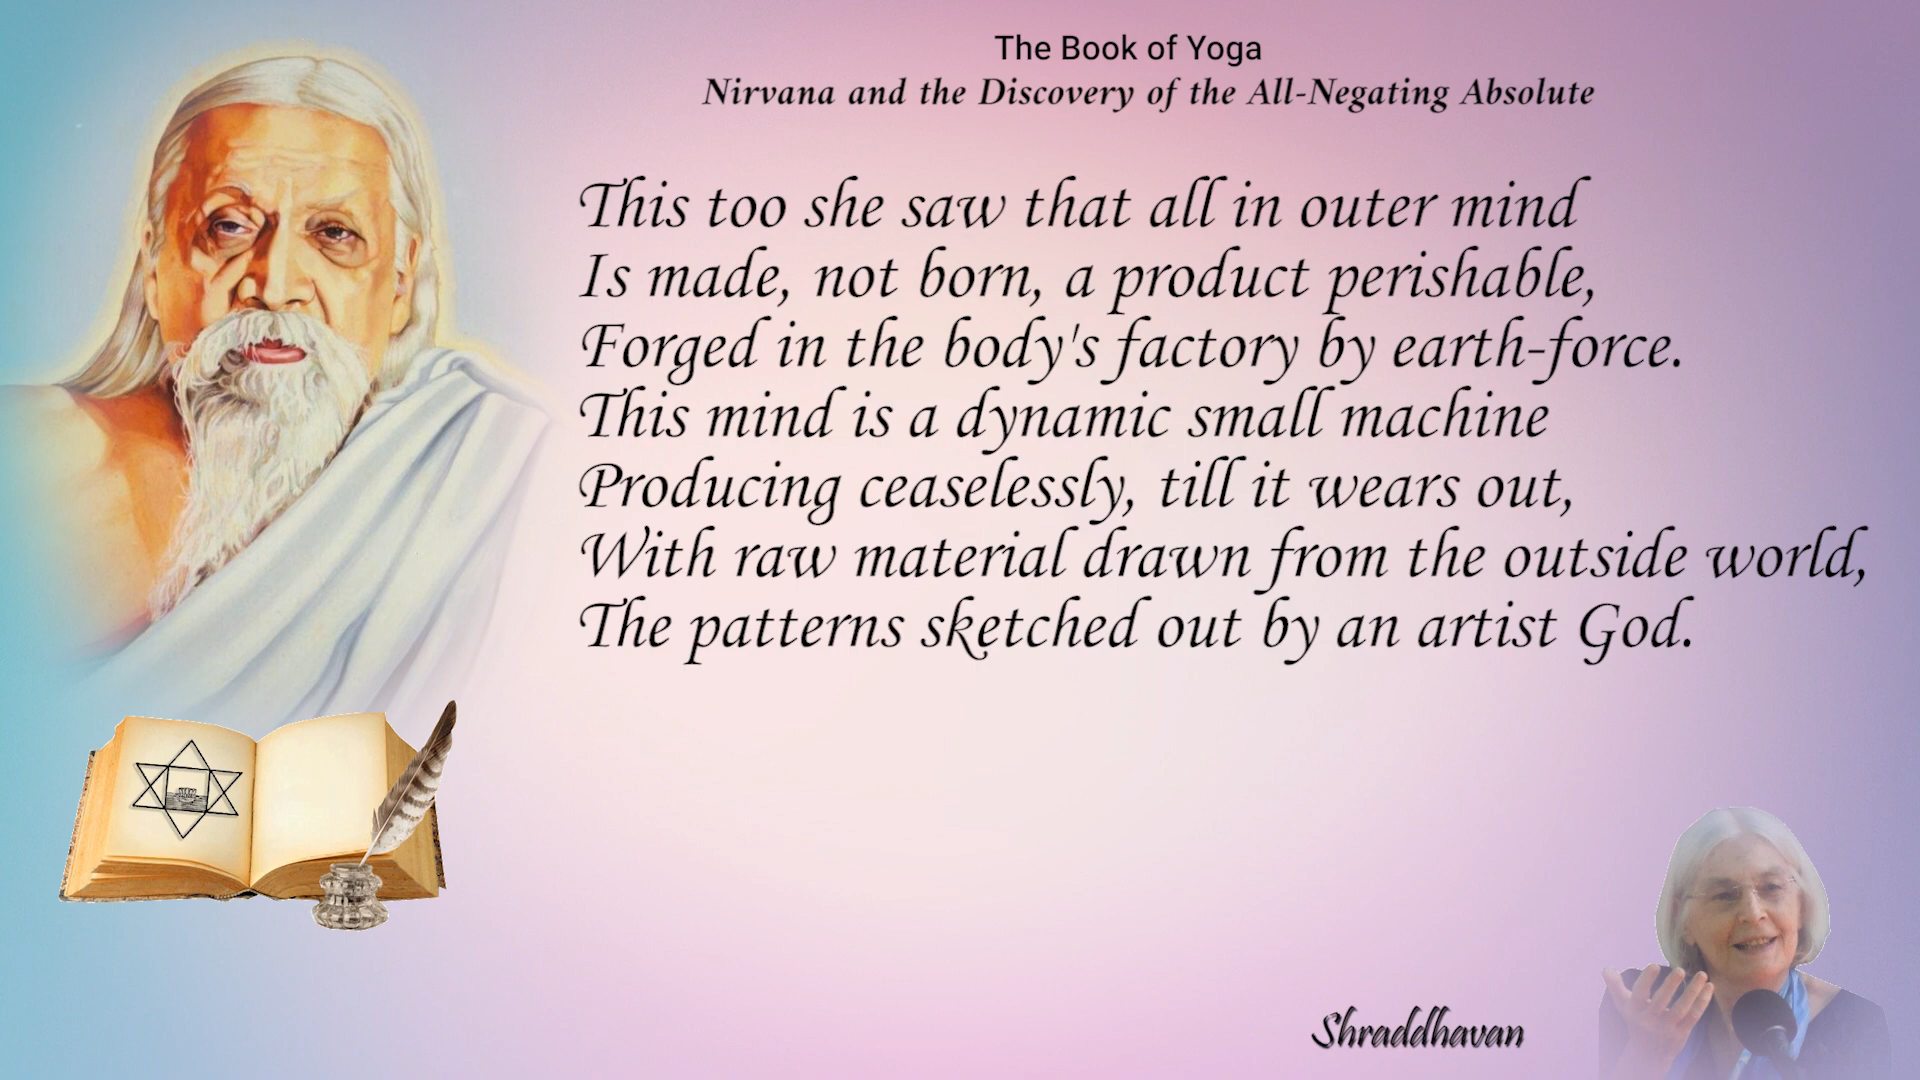 The Book of Yoga
Nirvana and the Discovery of the All-Negating Absolute
This too she saw that all in outer mind
Is made, not born, a product perishable,
Forged in the body's factory by earth-force.
This mind is a dynamic small machine
Producing ceaselessly, till it wears out,
With raw material drawn from the outside world,
The patterns sketched out by an artist God.
Shraddhavan